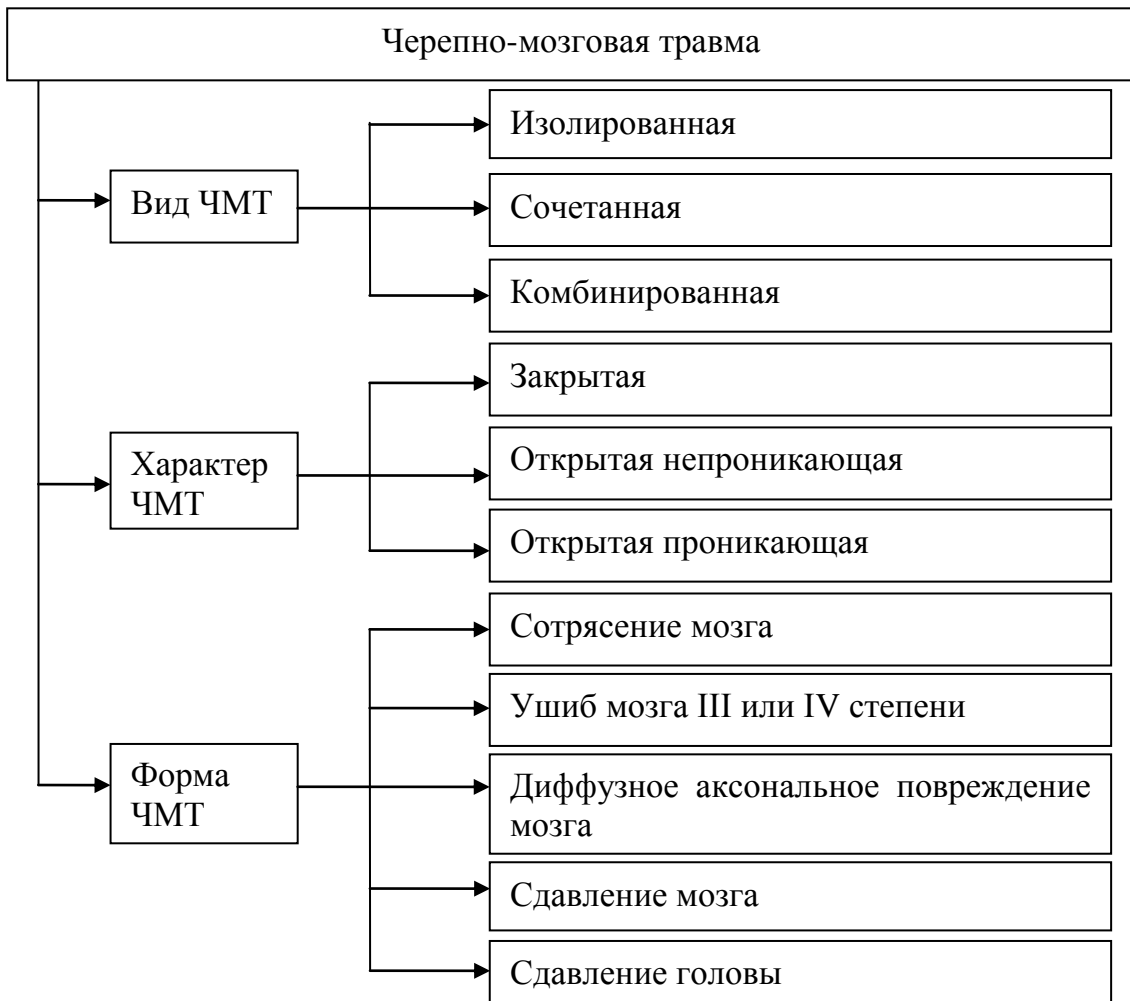 Черепно-мозговая травма
Изолированная
Вид ЧМТ
Сочетанная
Комбинированная
Закрытая
Характер
ЧМТ
Открытая непроникающая
Открытая проникающая
Сотрясение мозга
Ушиб мозга III или IV степени
Форма
ЧМТ
Диффузное аксональное повреждение
мозга
Сдавление мозга
Сдавление головы